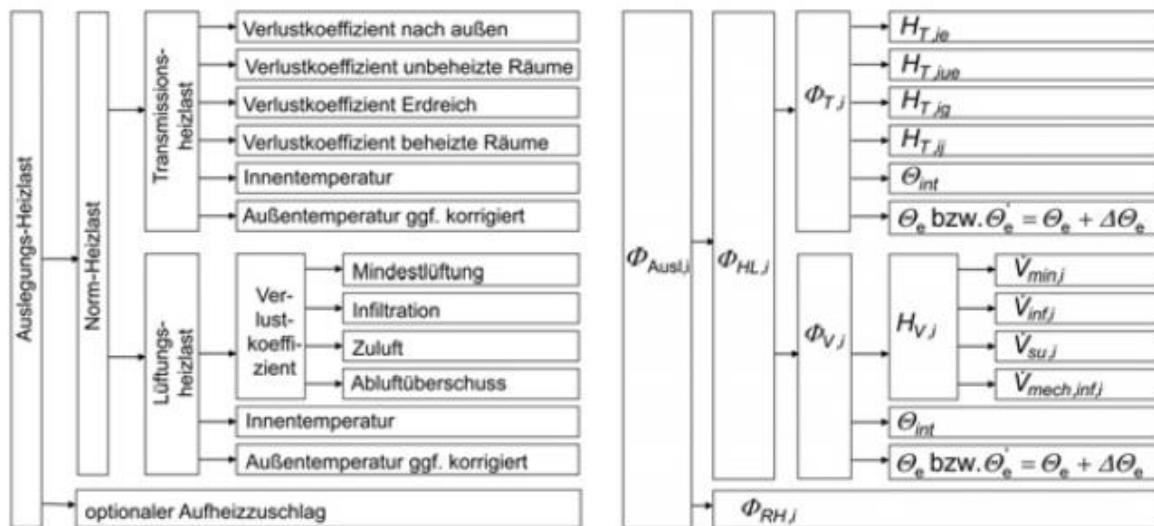 Auslegungs-Heizlast
Norm-Heizlast
Transmissions-
heizlast
Verlustkoeffizient nach außen
Verlustkoeffizient unbeheizte Räume
Verlustkoeffizient Erdreich
Verlustkoeffizient beheizte Räume
Innentemperatur
Außentemperatur ggf. korrigiert
Lüftungs-
heizlast
Ver-
lust-
koeffi-
zient
Mindestlüftung
Infiltration
Zuluft
Abluftüberschuss
Innentemperatur
Außentemperatur ggf. korrigiert
optionaler Aufheizzuschlag
Φ_Ausl,i
Φ_HL,i
Φ_T,i
H_T,ie
H_T,iue
H_T,ig
H_T,ij
Θ_int
Θ_e bzw. Θ_e' = Θ_e + ΔΘ_e
Φ_V,i
H_V,i
V̇_min,i
V̇_inf,i
V̇_su,i
V̇_mech,inf,i
Θ_int
Θ_e bzw. Θ_e' = Θ_e + ΔΘ_e
Φ_RH,i